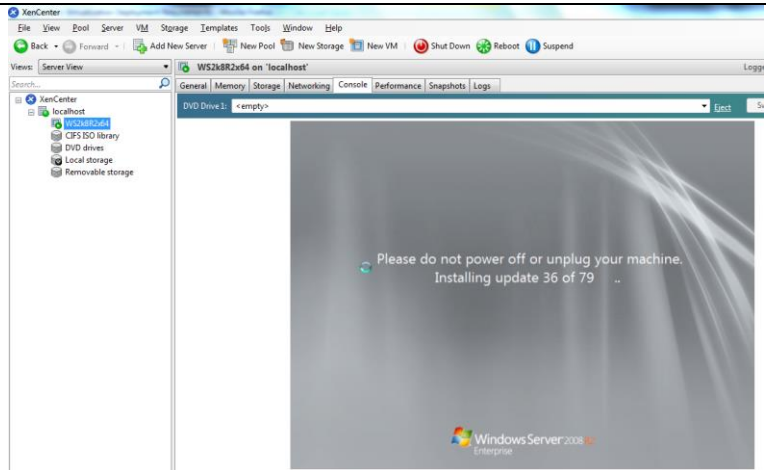 XenCenter
File View Pool Server VM Storage Templates Tools Window Help
Back Forward Add New Server New Pool New Storage New VM Shut Down Reboot Suspend
Views: Server View WS2k8R2x64 on 'localhost' Logge
Search... General Memory Storage Networking Console Performance Snapshots Logs
XenCenter
localhost DVD Drive 1: <empty> Eject
WS2k8R2x64
CIFS ISO library
DVD drives
Local storage
Removable storage
Please do not power off or unplug your machine.
Installing update 36 of 79 ..
Windows Server 2008 R2
Enterprise